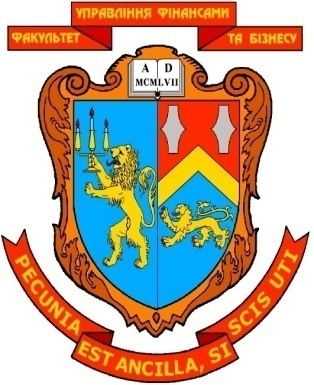 УПРАВЛІННЯ ФІНАНСАМИ
ФАКУЛЬТЕТ ТА БІЗНЕСУ
A D
MCMLVII
PECUNIA EST ANCILLA, SI SCIS UTI